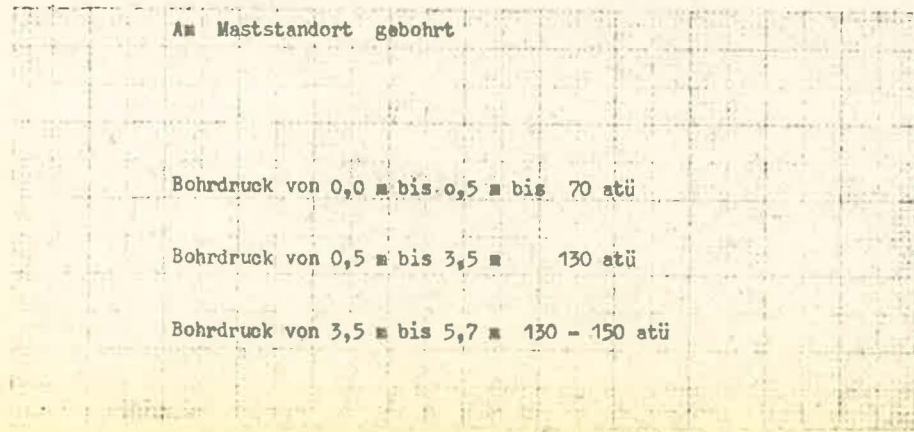 Am Maststandort gebohrt
Bohrdruck von 0,0 m bis 0,5 m bis 70 atü
Bohrdruck von 0,5 m bis 3,5 m 130 atü
Bohrdruck von 3,5 m bis 5,7 m 130 - 150 atü